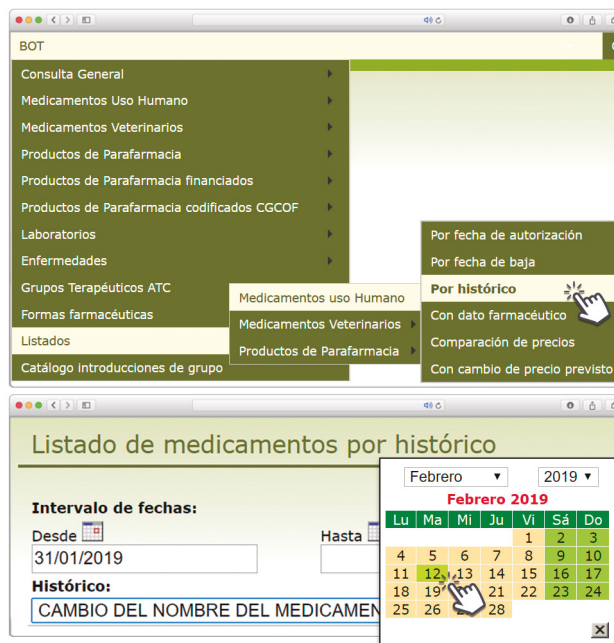 BOT
Consulta General
Medicamentos Uso Humano
Medicamentos Veterinarios
Productos de Parafarmacia
Productos de Parafarmacia financiados
Productos de Parafarmacia codificados CGCOF
Laboratorios
Enfermedades
Grupos Terapéuticos ATC
Formas farmacéuticas
Listados
Catálogo introducciones de grupo
Medicamentos uso Humano
Medicamentos Veterinarios
Productos de Parafarmacia
Por fecha de autorización
Por fecha de baja
Por histórico
Con dato farmacéutico
Comparación de precios
Con cambio de precio previsto
Listado de medicamentos por histórico
Intervalo de fechas:
Desde
Hasta
31/01/2019
Histórico:
CAMBIO DEL NOMBRE DEL MEDICAMEN
Febrero 2019
Febrero 2019
Lu Ma Mi Ju Vi Sá Do
1 2 3
4 5 6 7 8 9 10
11 12 13 14 15 16 17
18 19 21 22 23 24
25 26 28
X